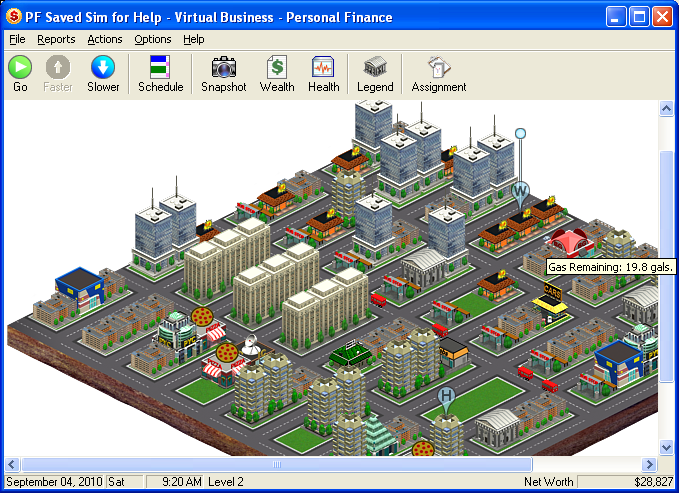 PF Saved Sim for Help - Virtual Business - Personal Finance
File Reports Actions Options Help
Go Faster Slower Schedule Snapshot Wealth Health Legend Assignment
W
Gas Remaining: 19.8 gals.
CARS
H
September 04, 2010 Sat 9:20 AM Level 2 Net Worth $28,827